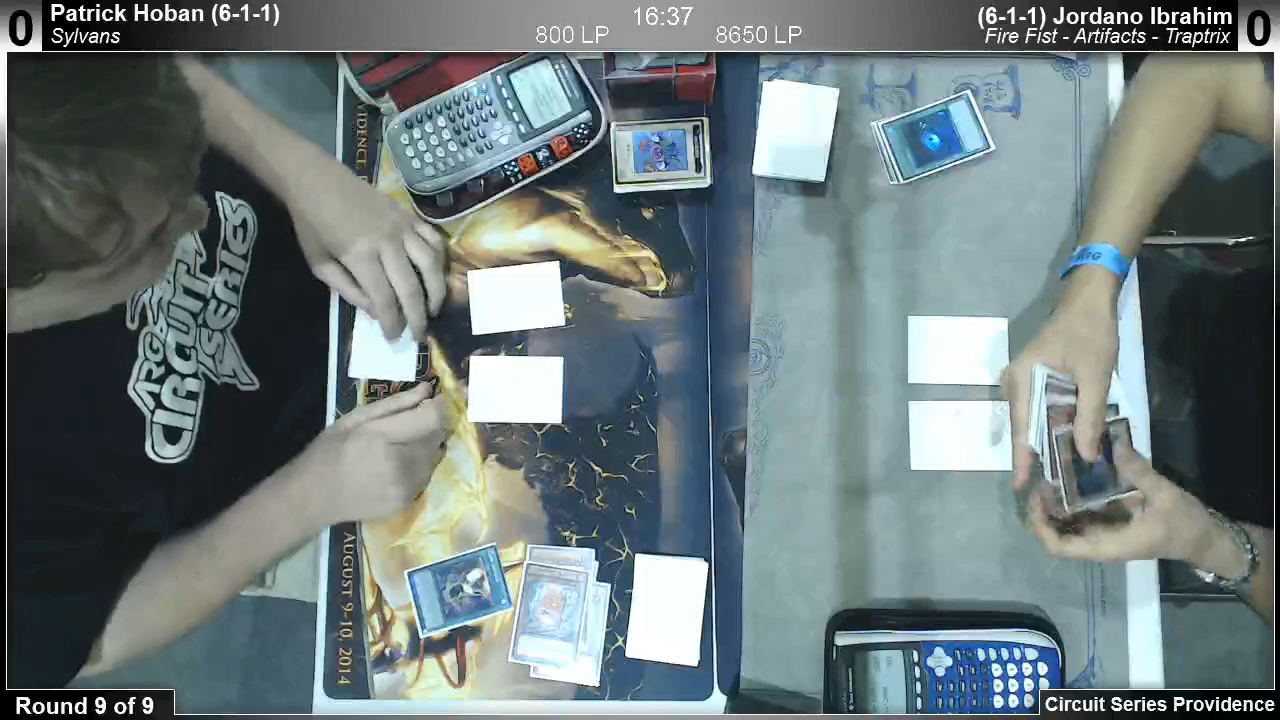 0
Patrick Hoban (6-1-1)
Sylvans
800 LP
16:37
8650 LP
(6-1-1) Jordano Ibrahim
Fire Fist - Artifacts - Traptrix
0
ARG
CIRCUIT
SERIES
AUGUST 9-10, 2014
Round 9 of 9
Circuit Series Providence